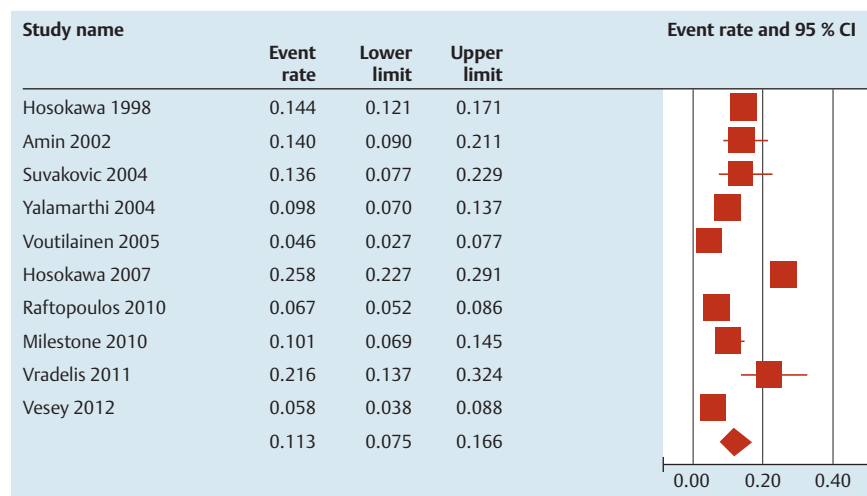 Study name Event rate and 95 % CI
Event rate Lower limit Upper limit
Hosokawa 1998 0.144 0.121 0.171
Amin 2002 0.140 0.090 0.211
Suvakovic 2004 0.136 0.077 0.229
Yalamarthi 2004 0.098 0.070 0.137
Voutilainen 2005 0.046 0.027 0.077
Hosokawa 2007 0.258 0.227 0.291
Raftopoulos 2010 0.067 0.052 0.086
Milestone 2010 0.101 0.069 0.145
Vradelis 2011 0.216 0.137 0.324
Vesey 2012 0.058 0.038 0.088
0.113 0.075 0.166
0.00 0.20 0.40